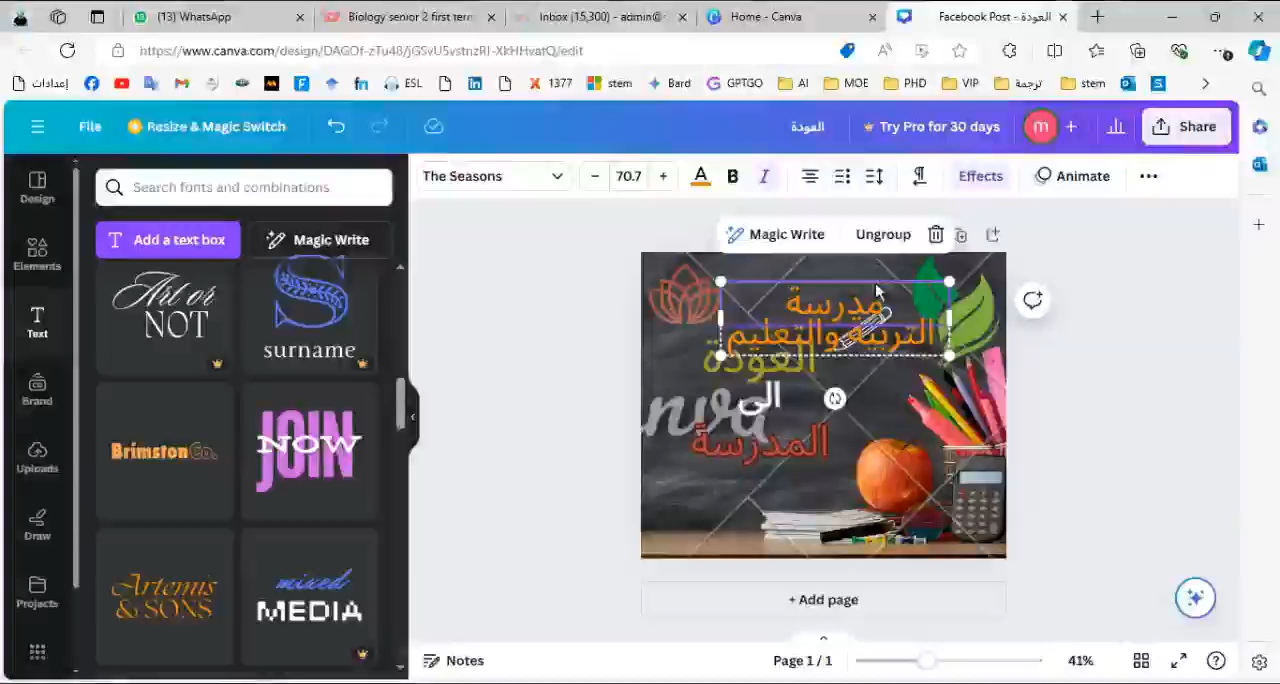 (13) WhatsApp
Biology senior 2 first tern
Inbox (15,300) - admin@
Home - Canva
Facebook Post - العودة
https://www.canva.com/design/DAGOf-zTu48/jGSvU5vstnzRJ-XkHHvatQ/edit
إعدادات
ESL
1377
stem
Bard
GPTGO
AI
MOE
PHD
VIP
ترجمة
stem
File
Resize & Magic Switch
العودة
Try Pro for 30 days
m
Share
Design
Elements
Text
Brand
Uploads
Draw
Projects
Search fonts and combinations
Add a text box
Magic Write
Art or
NOT
S
surname
Brimston Co.
JOIN
NOW
Artemis
& SONS
mixed
MEDIA
The Seasons
70.7
A
B
I
Effects
Animate
Magic Write
Ungroup
مدرسة
التربية والتعليم
العودة
الى
المدرسة
+ Add page
Notes
Page 1 / 1
41%